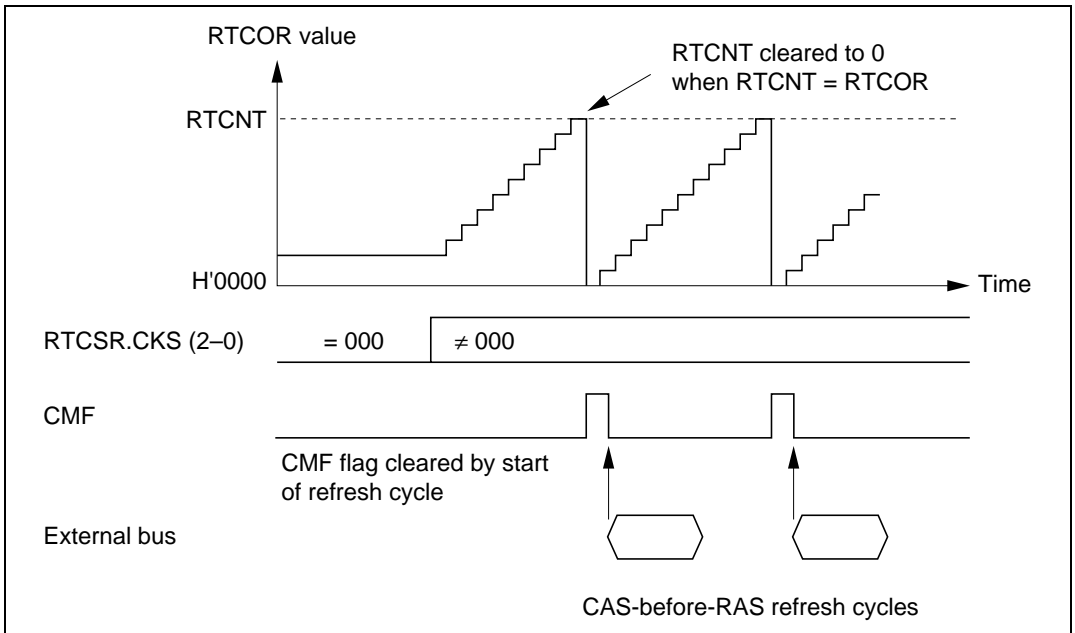 RTCOR value
RTCNT cleared to 0
when RTCNT = RTCOR
RTCNT
H'0000
Time
RTCSR.CKS (2–0)
= 000
≠ 000
CMF
CMF flag cleared by start
of refresh cycle
External bus
CAS-before-RAS refresh cycles